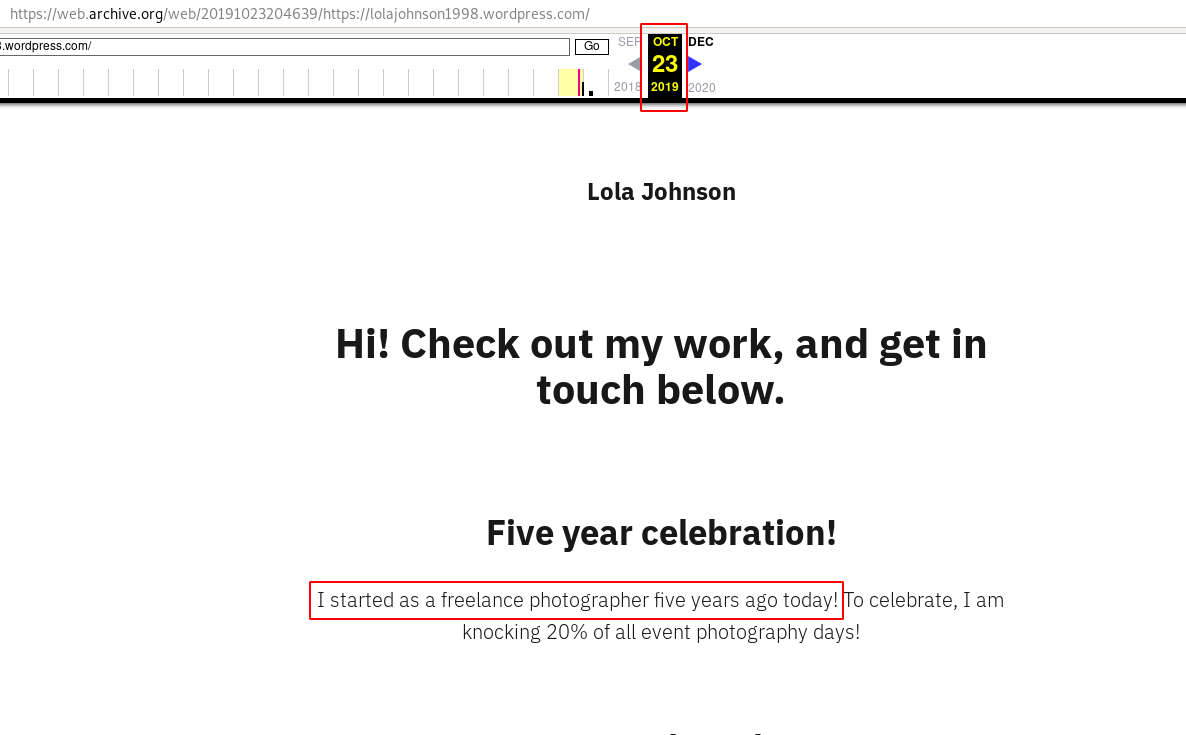 https://web.archive.org/web/20191023204639/https://lolajohnson1998.wordpress.com/
.wordpress.com/ Go SEP OCT DEC
23
2018 2019 2020
Lola Johnson
Hi! Check out my work, and get in
touch below.
Five year celebration!
I started as a freelance photographer five years ago today! To celebrate, I am
knocking 20% of all event photography days!